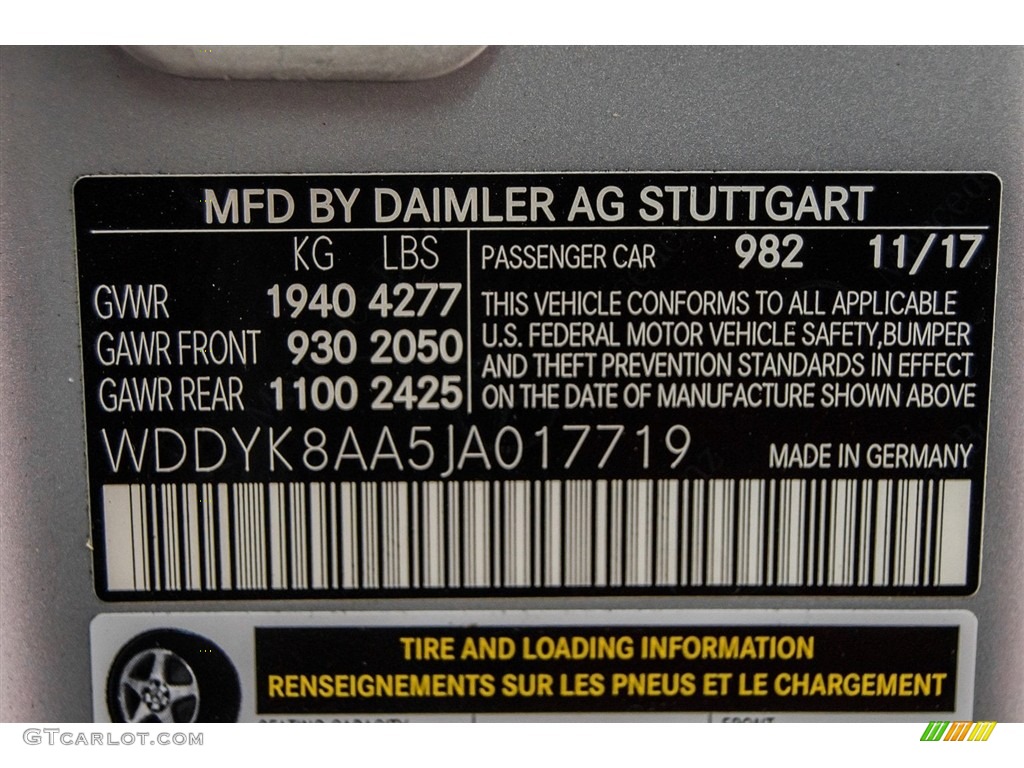 MFD BY DAIMLER AG STUTTGART
KG LBS
GVWR 1940 4277
GAWR FRONT 930 2050
GAWR REAR 1100 2425
PASSENGER CAR 982 11/17
THIS VEHICLE CONFORMS TO ALL APPLICABLE
U.S. FEDERAL MOTOR VEHICLE SAFETY,BUMPER
AND THEFT PREVENTION STANDARDS IN EFFECT
ON THE DATE OF MANUFACTURE SHOWN ABOVE
WDDYK8AA5JA017719 MADE IN GERMANY
TIRE AND LOADING INFORMATION
RENSEIGNEMENTS SUR LES PNEUS ET LE CHARGEMENT
GTCARLOT.COM